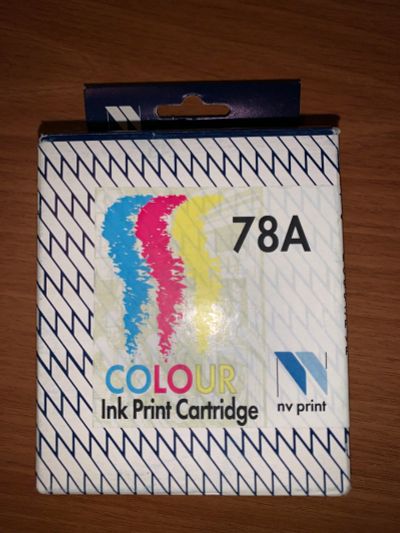 78A
COLOUR
Ink Print Cartridge
nv print